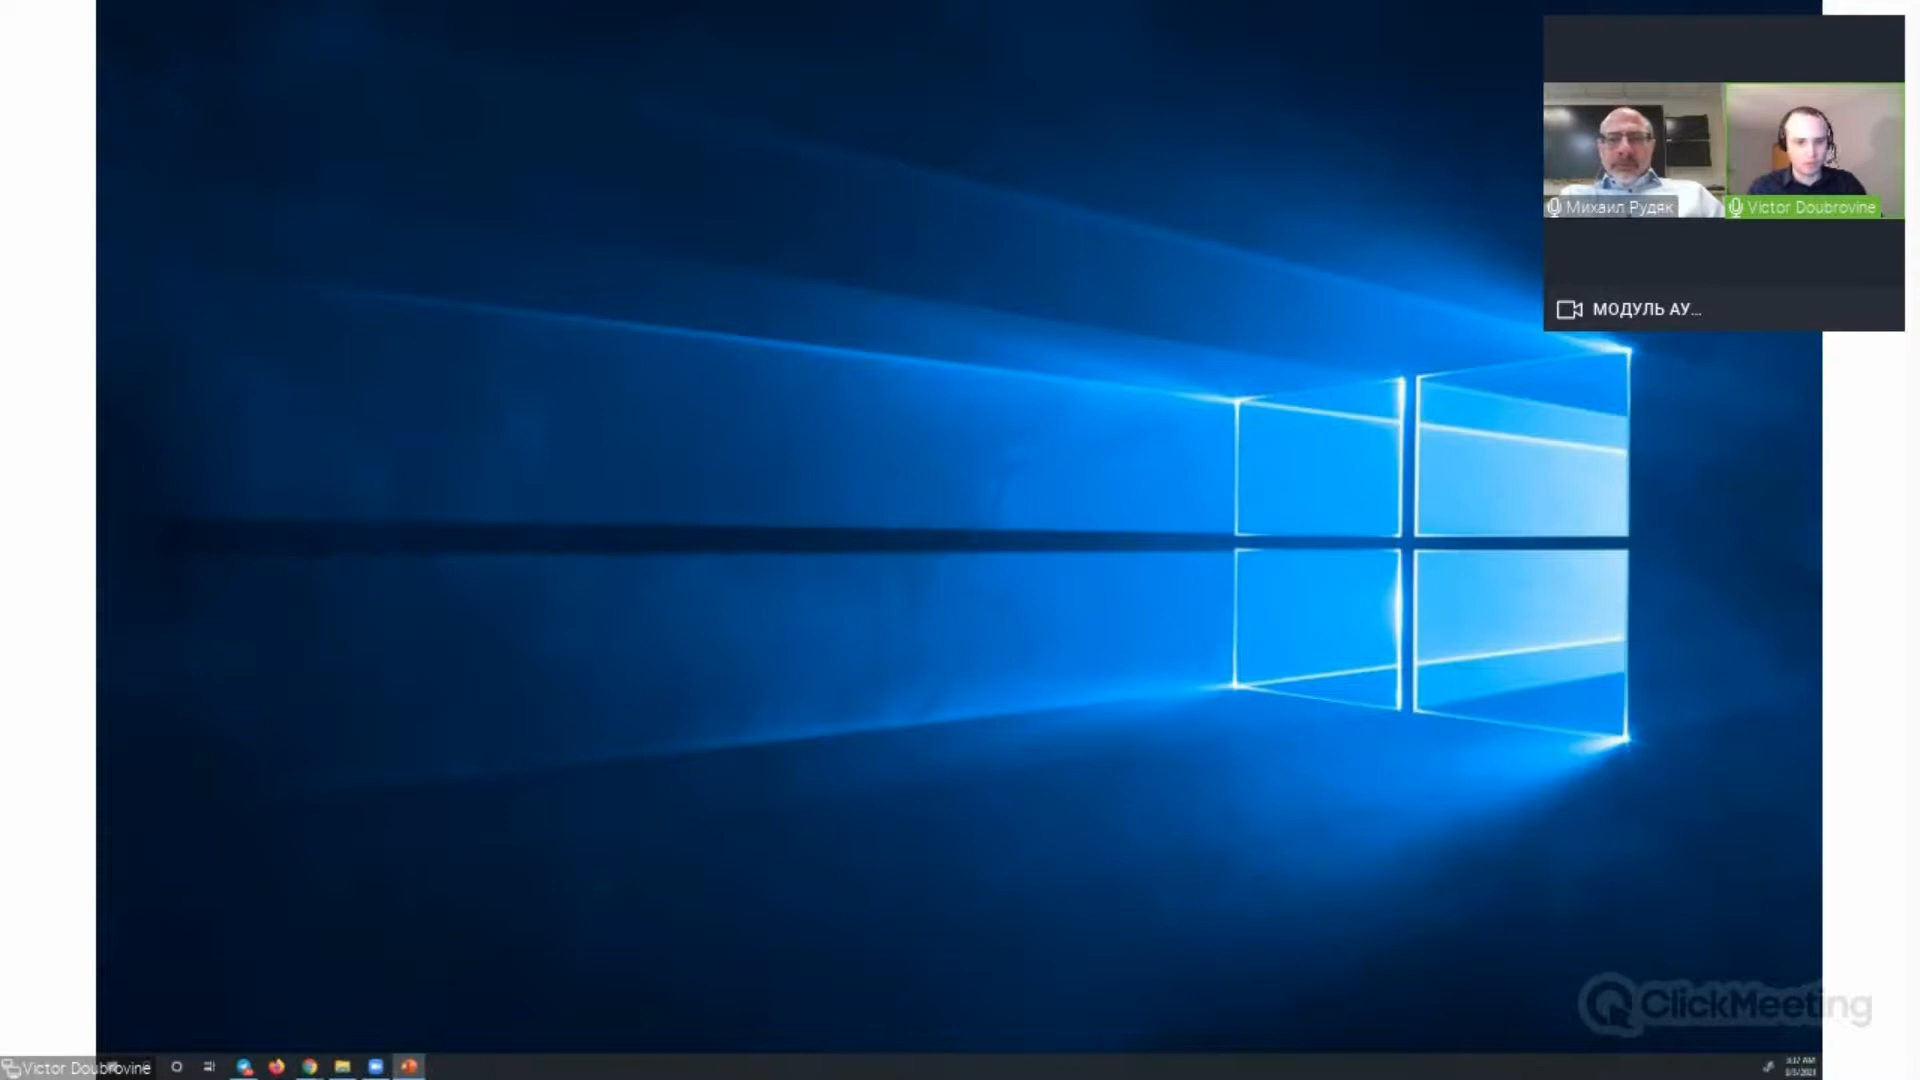 Михаил Рудяк
Victor Doubrovine
МОДУЛЬ АУ...
ClickMeeting
Victor Doubrovine